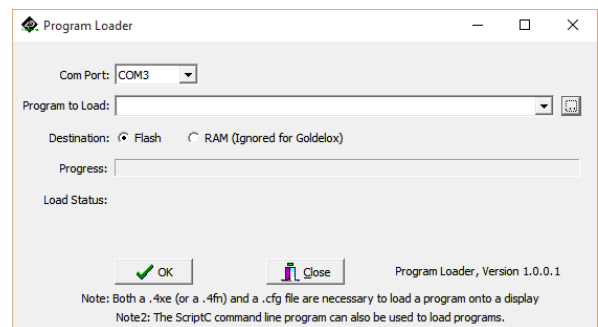 Program Loader
Com Port: COM3
Program to Load:
Destination: Flash RAM (Ignored for Goldelox)
Progress:
Load Status:
OK Close Program Loader, Version 1.0.0.1
Note: Both a .4xe (or a .4fn) and a .cfg file are necessary to load a program onto a display
Note2: The ScriptC command line program can also be used to load programs.